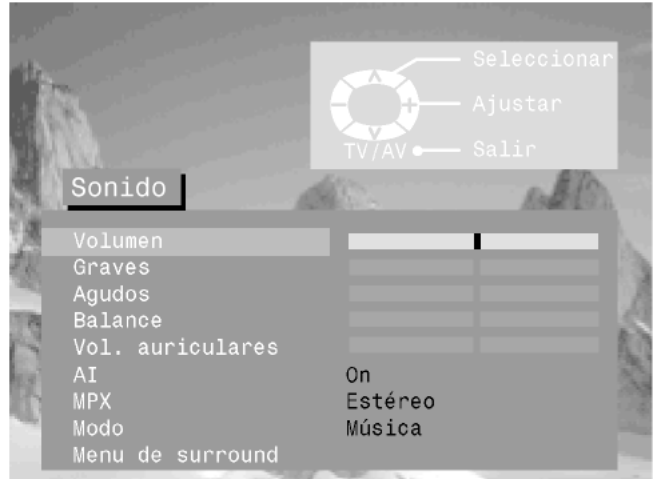 Seleccionar
Ajustar
TV/AV Salir
Sonido
Volumen
Graves
Agudos
Balance
Vol. auriculares
AI On
MPX Estéreo
Modo Música
Menu de surround